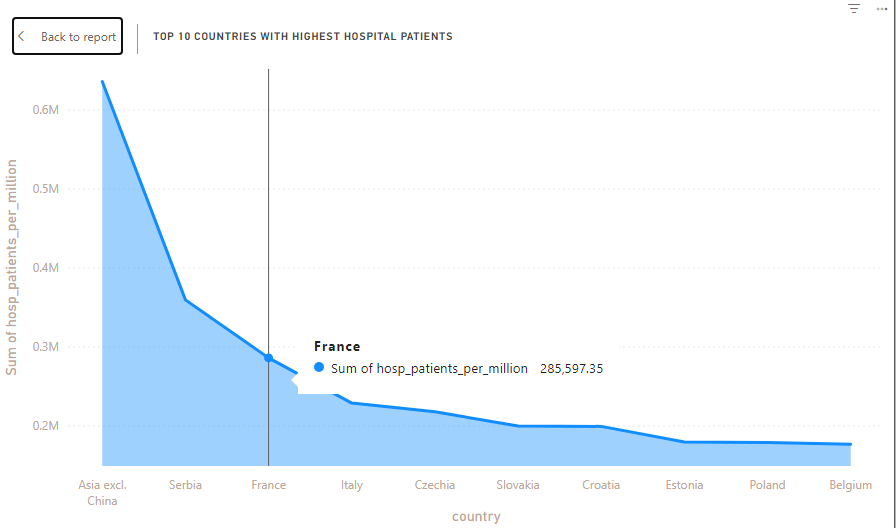 Back to report
TOP 10 COUNTRIES WITH HIGHEST HOSPITAL PATIENTS
Sum of hosp_patients_per_million
0.6M
0.5M
0.4M
0.3M
0.2M
France
Sum of hosp_patients_per_million 285,597.35
Asia excl. China
Serbia
France
Italy
Czechia
Slovakia
Croatia
Estonia
Poland
Belgium
country